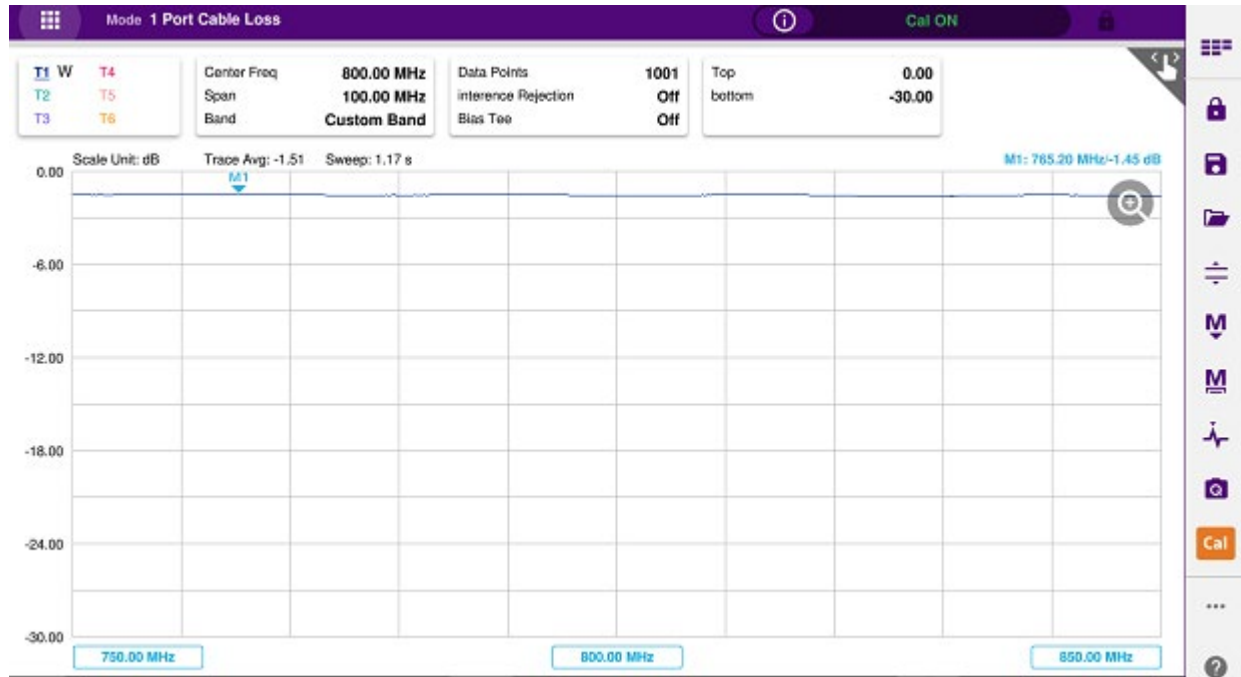 Mode 1 Port Cable Loss
Cal ON
T1 W T4
T2 T5
T3 T6
Center Freq 800.00 MHz
Span 100.00 MHz
Band Custom Band
Data Points 1001
interence Rejection Off
Bias Tee Off
Top 0.00
bottom -30.00
Scale Unit: dB Trace Avg: -1.51 Sweep: 1.17 s M1: 765.20 MHz/-1.45 dB
M1
0.00
-6.00
-12.00
-18.00
-24.00
-30.00
750.00 MHz 800.00 MHz 850.00 MHz
M
M
Cal
?